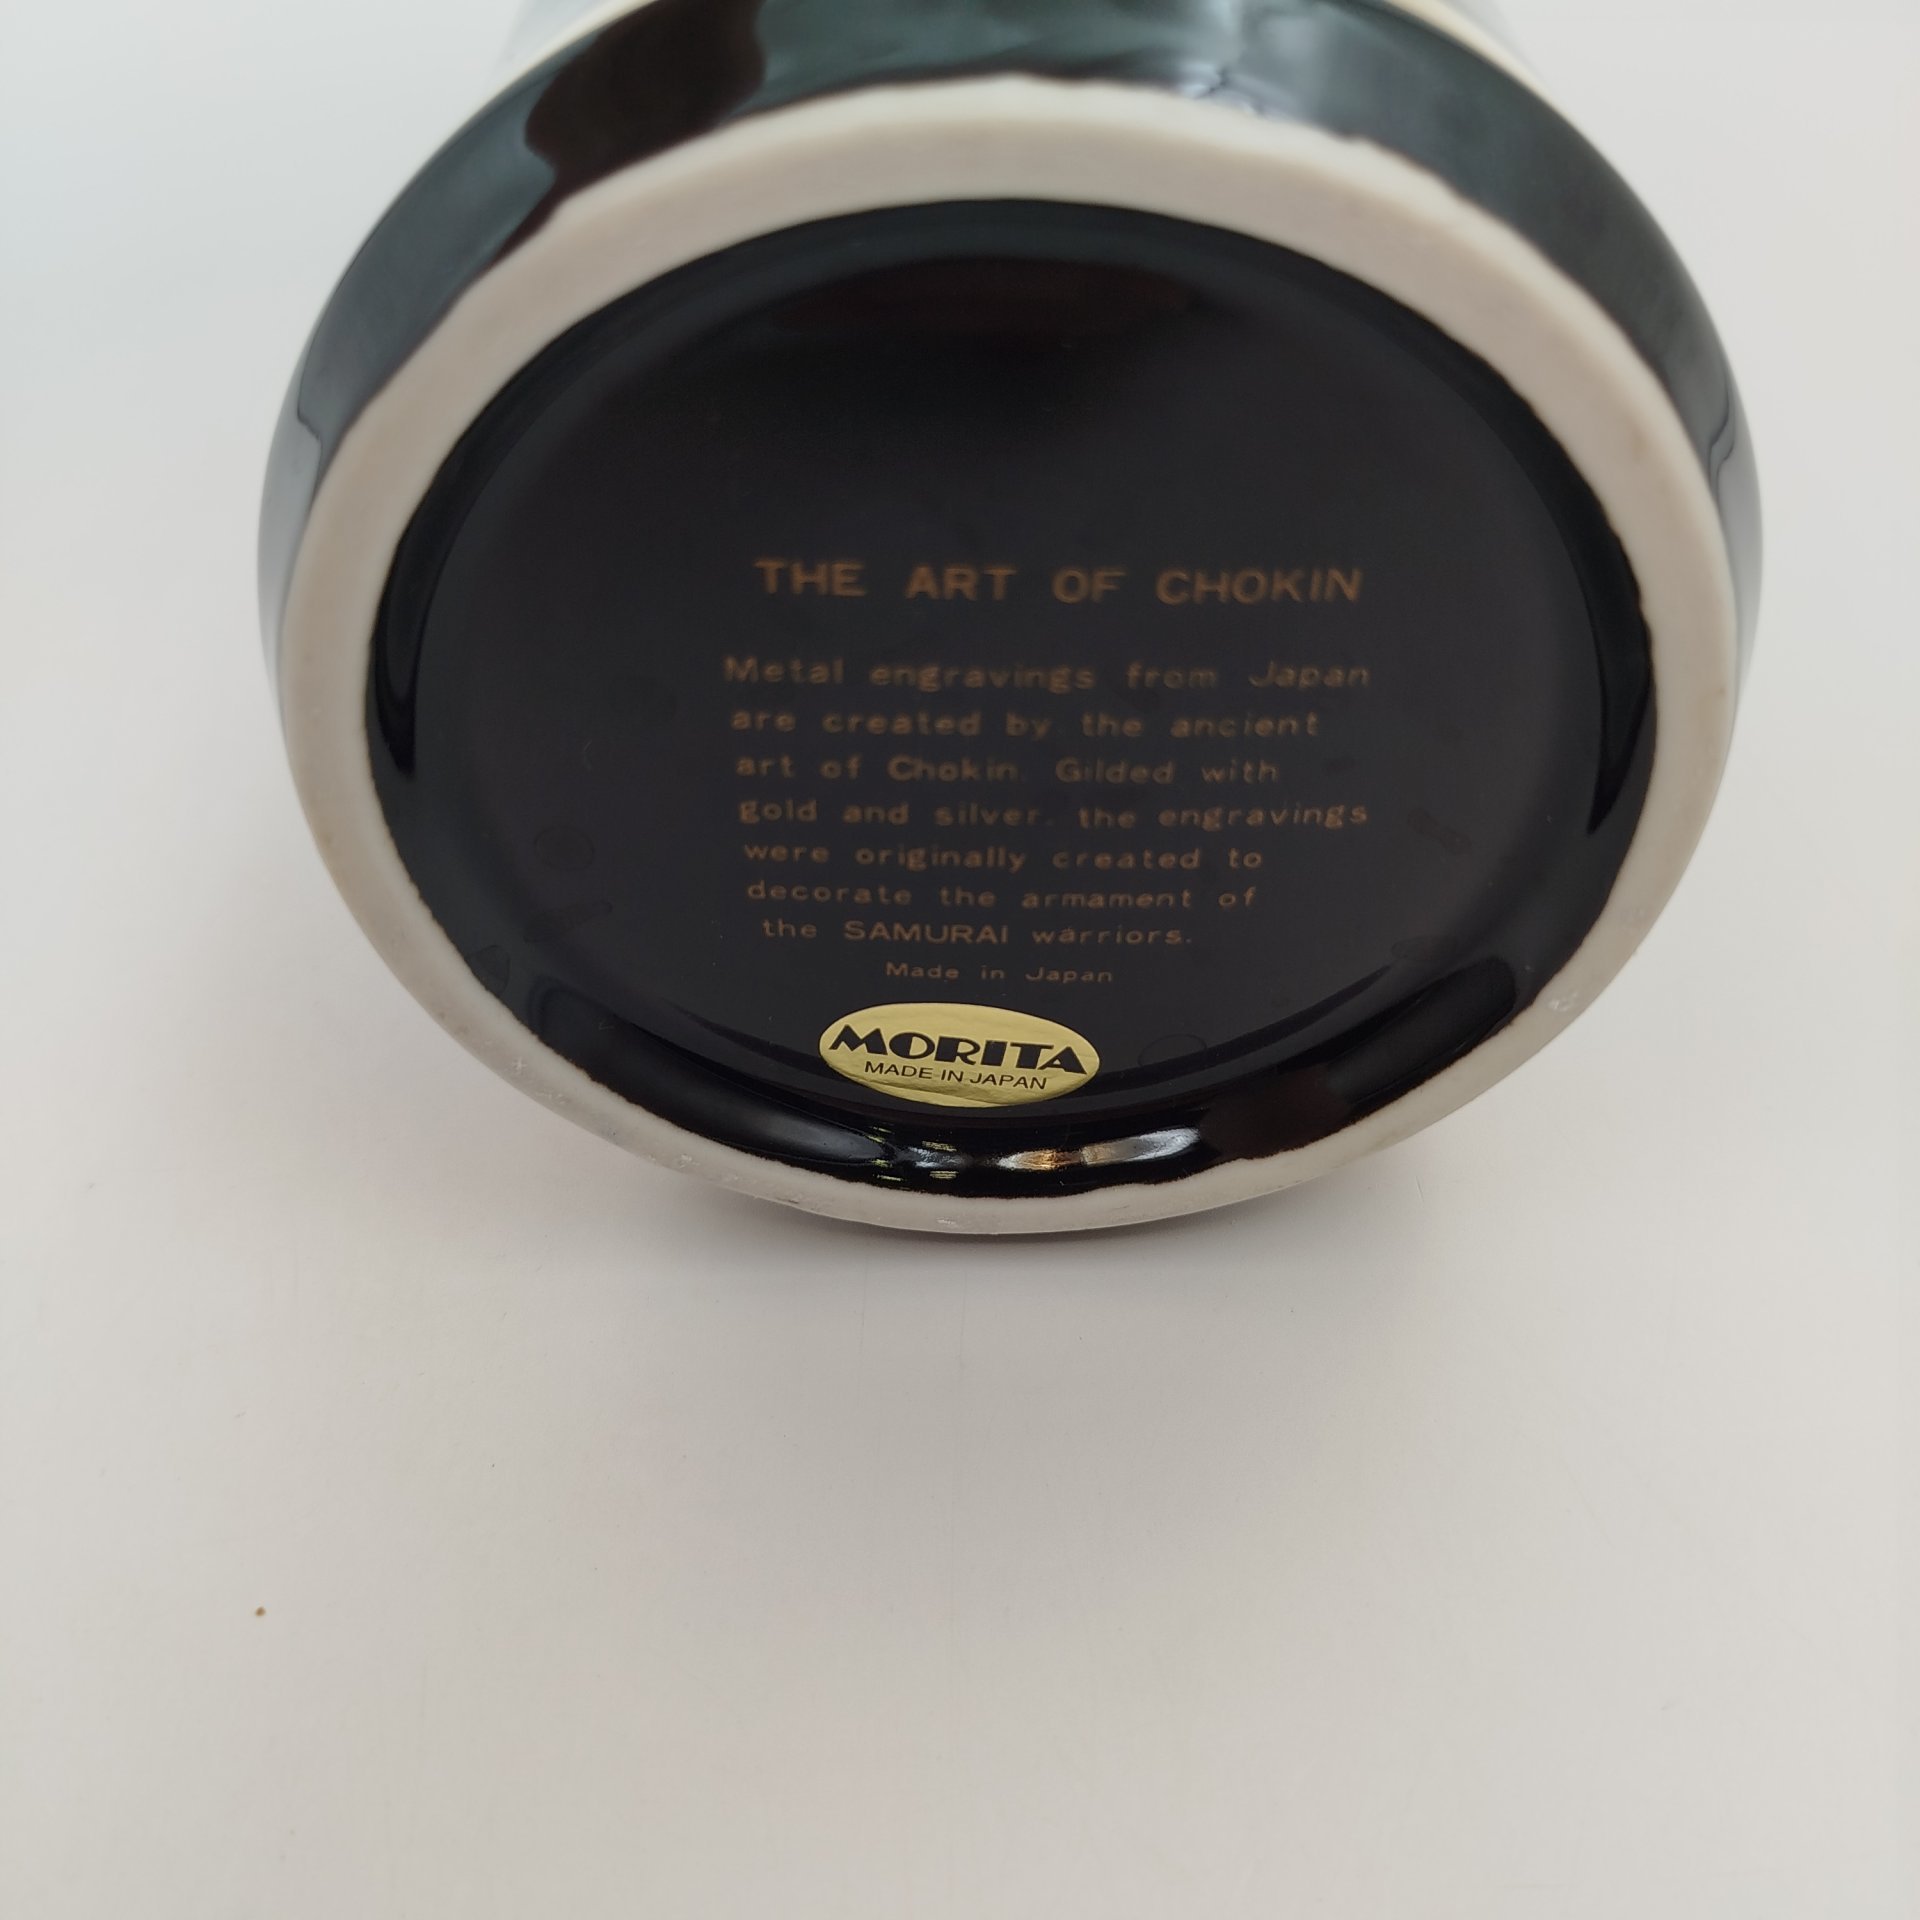 THE ART OF CHOKIN
Metal engravings from Japan
are created by the ancient
art of Chokin. Gilded with
gold and silver. the engravings
were originally created to
decorate the armament of
the SAMURAI warriors.
Made in Japan
MORITA
MADE IN JAPAN